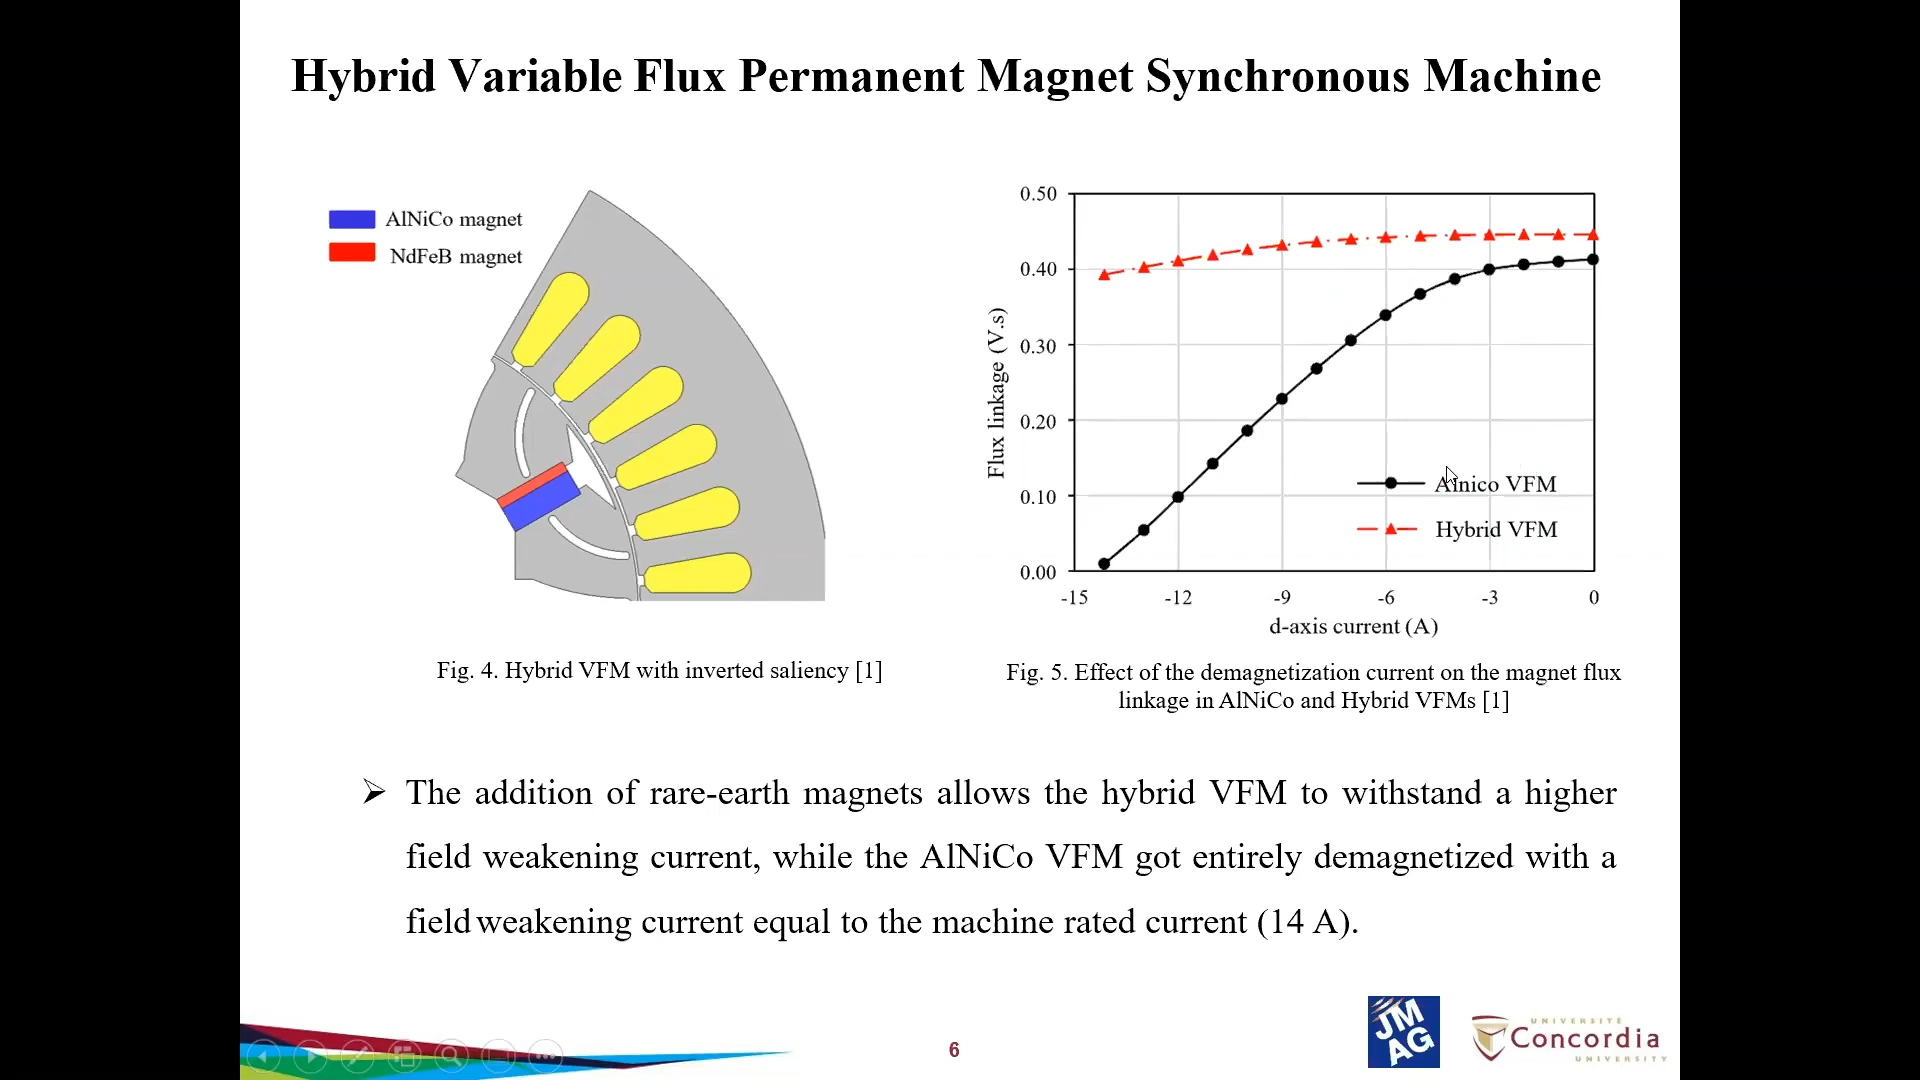 Hybrid Variable Flux Permanent Magnet Synchronous Machine
AlNiCo magnet
NdFeB magnet
Fig. 4. Hybrid VFM with inverted saliency [1]
0.50
0.40
0.30
0.20
0.10
0.00
Flux linkage (V.s)
-15 -12 -9 -6 -3 0
d-axis current (A)
Alnico VFM
Hybrid VFM
Fig. 5. Effect of the demagnetization current on the magnet flux
linkage in AlNiCo and Hybrid VFMs [1]
➢ The addition of rare-earth magnets allows the hybrid VFM to withstand a higher
field weakening current, while the AlNiCo VFM got entirely demagnetized with a
field weakening current equal to the machine rated current (14 A).
6
JM
AG
UNIVERSITÉ
Concordia
UNIVERSITY